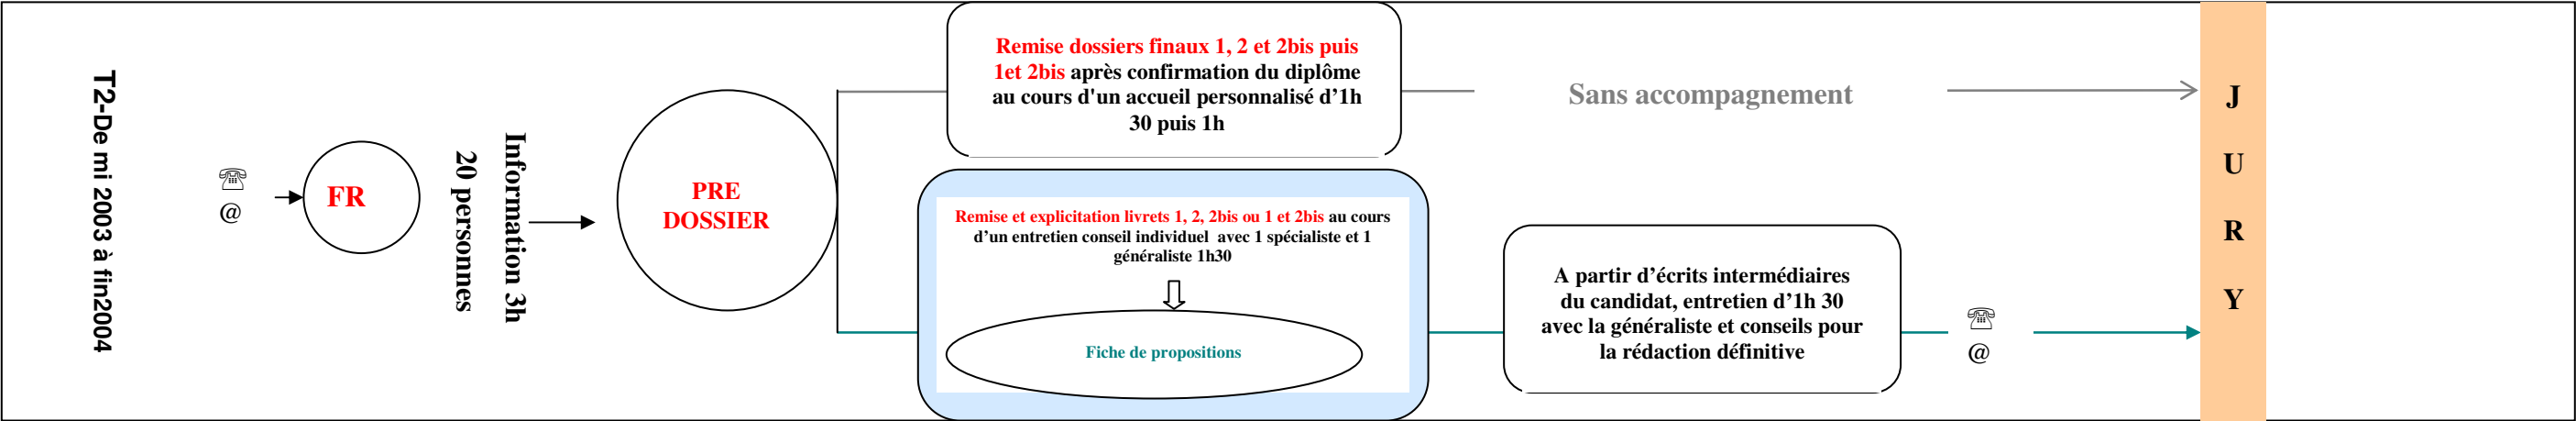 T2-De mi 2003 à fin2004
☏
@
FR
Information 3h
20 personnes
PRE
DOSSIER
Remise dossiers finaux 1, 2 et 2bis puis
1et 2bis après confirmation du diplôme
au cours d'un accueil personnalisé d’1h
30 puis 1h
Sans accompagnement
Remise et explicitation livrets 1, 2, 2bis ou 1 et 2bis au cours
d’un entretien conseil individuel avec 1 spécialiste et 1
généraliste 1h30
Fiche de propositions
A partir d’écrits intermédiaires
du candidat, entretien d’1h 30
avec la généraliste et conseils pour
la rédaction définitive
☏
@
J
U
R
Y